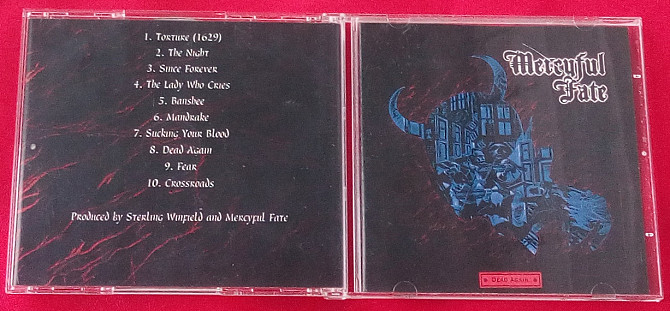 1. Torture (1629)
2. The Night
3. Since Forever
4. The Lady Who Cries
5. Banshee
6. Mandrake
7. Sucking Your Blood
8. Dead Again
9. Fear
10. Crossroads
Produced by Sterling Winfield and Mercyful Fate
Mercyful
Fate
Dead Again